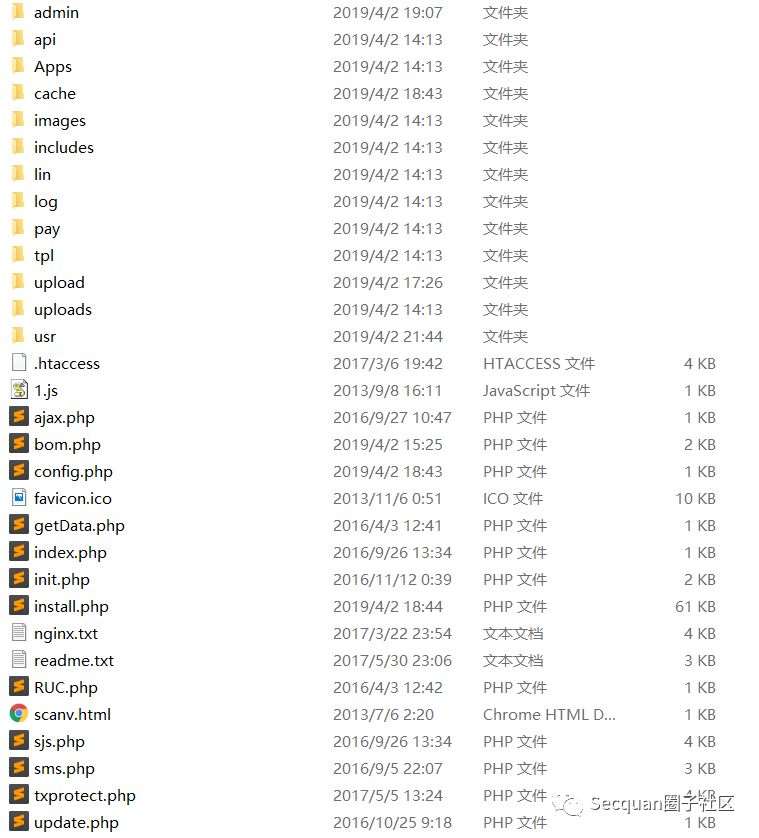 admin 2019/4/2 19:07 文件夹
api 2019/4/2 14:13 文件夹
Apps 2019/4/2 14:13 文件夹
cache 2019/4/2 18:43 文件夹
images 2019/4/2 14:13 文件夹
includes 2019/4/2 14:13 文件夹
lin 2019/4/2 14:13 文件夹
log 2019/4/2 14:13 文件夹
pay 2019/4/2 14:13 文件夹
tpl 2019/4/2 14:13 文件夹
upload 2019/4/2 17:26 文件夹
uploads 2019/4/2 14:13 文件夹
usr 2019/4/2 21:44 文件夹
.htaccess 2017/3/6 19:42 HTACCESS 文件 4 KB
1.js 2013/9/8 16:11 JavaScript 文件 1 KB
ajax.php 2016/9/27 10:47 PHP 文件 1 KB
bom.php 2019/4/2 15:25 PHP 文件 2 KB
config.php 2019/4/2 18:43 PHP 文件 1 KB
favicon.ico 2013/11/6 0:51 ICO 文件 10 KB
getData.php 2016/4/3 12:41 PHP 文件 1 KB
index.php 2016/9/26 13:34 PHP 文件 1 KB
init.php 2016/11/12 0:39 PHP 文件 2 KB
install.php 2019/4/2 18:44 PHP 文件 61 KB
nginx.txt 2017/3/22 23:54 文本文档 4 KB
readme.txt 2017/5/30 23:06 文本文档 3 KB
RUC.php 2016/4/3 12:42 PHP 文件 1 KB
scanv.html 2013/7/6 2:20 Chrome HTML D... 1 KB
sjs.php 2016/9/26 13:34 PHP 文件 4 KB
sms.php 2016/9/5 22:07 PHP 文件 3 KB
txprotect.php 2017/5/5 13:24 PHP 文件 4 KB
Secquan圈子社区
update.php 2016/10/25 9:18 PHP 文件 1 KB